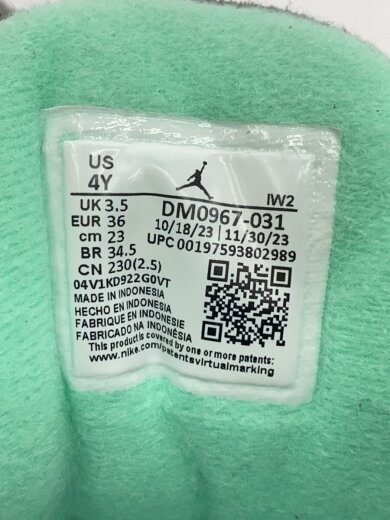 US
4Y
IW2
UK 3.5
DM0967-031
EUR 36
10/18/23 | 11/30/23
cm 23
UPC 00197593802989
BR 34.5
CN 230(2.5)
04V1KD922G0VT
MADE IN INDONESIA
HECHO EN INDONESIA
FABRIQUE EN INDONESIE
FABRICADO NA INDONÉSIA
This product is covered by one or more patents:
www.nike.com/patentsvirtualmarking